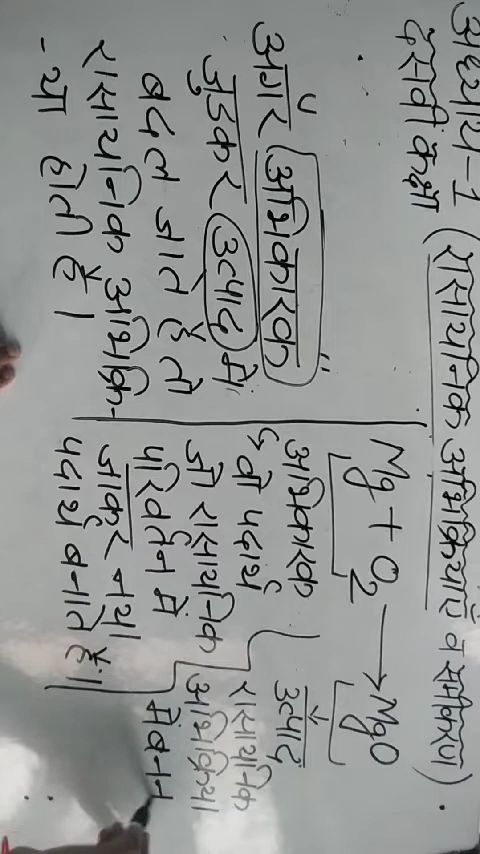 अध्याय-1 (रासायनिक अभिक्रियाएँ व समीकरण).
दसवीं कक्षा
अगर अभिकारक
जुड़कर उत्पाद में
बदल जाते हैं तो
रासायनिक अभिक्रि-
-या होती है।
Mg + O2 → MgO
अभिकारक
वो पदार्थ
जो रासायनिक
परिवर्तन में
जाकर नया
पदार्थ बनाते हैं।
उत्पाद
रासायनिक
अभिक्रिया
में बनन